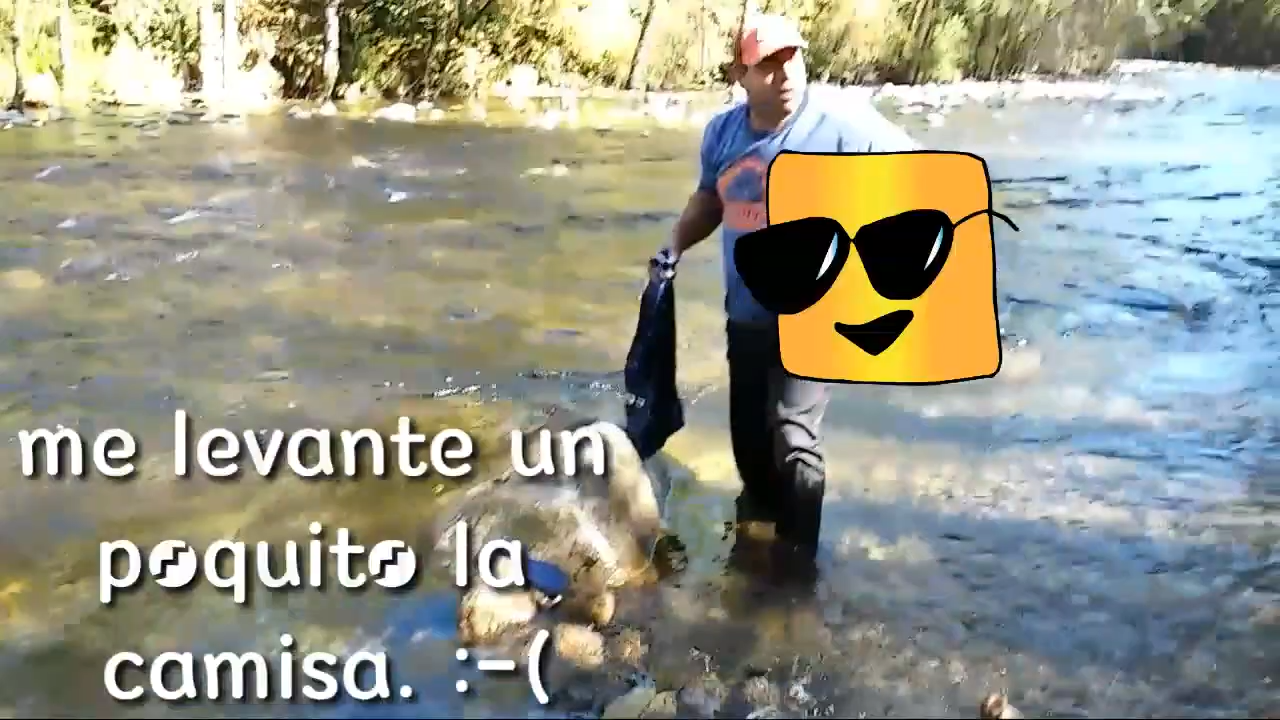 me levante un
poquito la
camisa. :-(